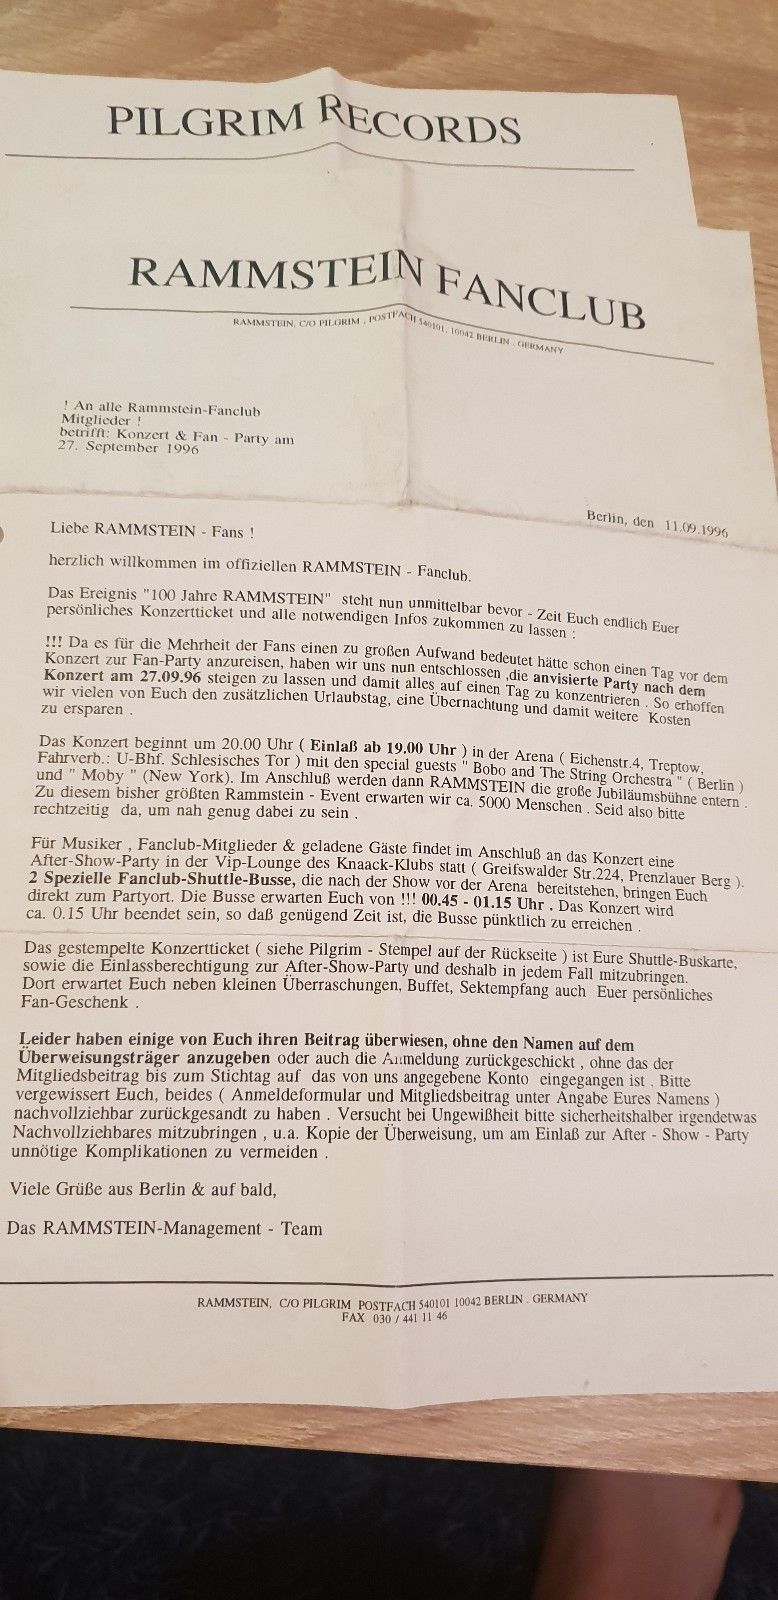 PILGRIM RECORDS
RAMMSTEIN FANCLUB
RAMMSTEIN, C/O PILGRIM , POSTFACH 540101, 10042 BERLIN . GERMANY
! An alle Rammstein-Fanclub
Mitglieder !
betrifft: Konzert & Fan - Party am
27. September 1996
Berlin, den 11.09.1996
Liebe RAMMSTEIN - Fans !
herzlich willkommen im offiziellen RAMMSTEIN - Fanclub.
Das Ereignis "100 Jahre RAMMSTEIN" steht nun unmittelbar bevor - Zeit Euch endlich Euer
persönliches Konzertticket und alle notwendigen Infos zukommen zu lassen :
!!! Da es für die Mehrheit der Fans einen zu großen Aufwand bedeutet hätte schon einen Tag vor dem
Konzert zur Fan-Party anzureisen, haben wir uns nun entschlossen ,die anvisierte Party nach dem
Konzert am 27.09.96 steigen zu lassen und damit alles auf einen Tag zu konzentrieren . So erhoffen
wir vielen von Euch den zusätzlichen Urlaubstag, eine Übernachtung und damit weitere Kosten
zu ersparen .
Das Konzert beginnt um 20.00 Uhr ( Einlaß ab 19.00 Uhr ) in der Arena ( Eichenstr.4, Treptow,
Fahrverb.: U-Bhf. Schlesisches Tor ) mit den special guests " Bobo and The String Orchestra " ( Berlin )
und " Moby " (New York). Im Anschluß werden dann RAMMSTEIN die große Jubiläumsbühne entern .
Zu diesem bisher größten Rammstein - Event erwarten wir ca. 5000 Menschen . Seid also bitte
rechtzeitig da, um nah genug dabei zu sein .
Für Musiker , Fanclub-Mitglieder & geladene Gäste findet im Anschluß an das Konzert eine
After-Show-Party in der Vip-Lounge des Knaack-Klubs statt ( Greifswalder Str.224, Prenzlauer Berg ).
2 Spezielle Fanclub-Shuttle-Busse, die nach der Show vor der Arena bereitstehen, bringen Euch
direkt zum Partyort. Die Busse erwarten Euch von !!! 00.45 - 01.15 Uhr . Das Konzert wird
ca. 0.15 Uhr beendet sein, so daß genügend Zeit ist, die Busse pünktlich zu erreichen .
Das gestempelte Konzertticket ( siehe Pilgrim - Stempel auf der Rückseite ) ist Eure Shuttle-Buskarte,
sowie die Einlassberechtigung zur After-Show-Party und deshalb in jedem Fall mitzubringen.
Dort erwartet Euch neben kleinen Überraschungen, Buffet, Sektempfang auch Euer persönliches
Fan-Geschenk .
Leider haben einige von Euch ihren Beitrag überwiesen, ohne den Namen auf dem
Überweisungsträger anzugeben oder auch die Anmeldung zurückgeschickt , ohne das der
Mitgliedsbeitrag bis zum Stichtag auf das von uns angegebene Konto eingegangen ist . Bitte
vergewissert Euch, beides ( Anmeldeformular und Mitgliedsbeitrag unter Angabe Eures Namens )
nachvollziehbar zurückgesandt zu haben . Versucht bei Ungewißheit bitte sicherheitshalber irgendetwas
Nachvollziehbares mitzubringen , u.a. Kopie der Überweisung, um am Einlaß zur After - Show - Party
unnötige Komplikationen zu vermeiden .
Viele Grüße aus Berlin & auf bald,
Das RAMMSTEIN-Management - Team
RAMMSTEIN, C/O PILGRIM POSTFACH 540101 10042 BERLIN . GERMANY
FAX 030 / 441 11 46